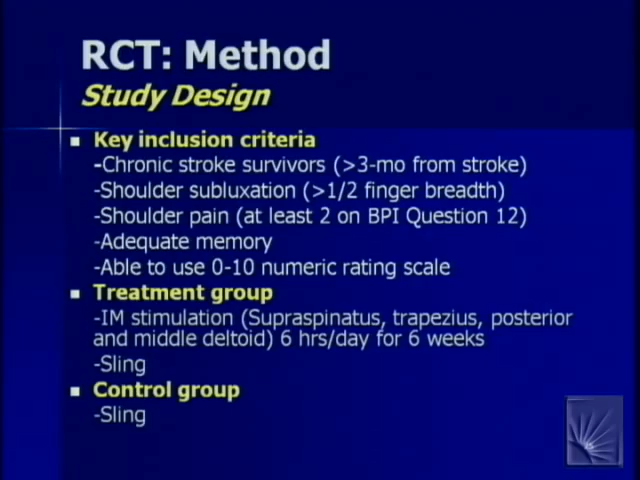 RCT: Method
Study Design
Key inclusion criteria
-Chronic stroke survivors (>3-mo from stroke)
-Shoulder subluxation (>1/2 finger breadth)
-Shoulder pain (at least 2 on BPI Question 12)
-Adequate memory
-Able to use 0-10 numeric rating scale
Treatment group
-IM stimulation (Supraspinatus, trapezius, posterior
and middle deltoid) 6 hrs/day for 6 weeks
-Sling
Control group
-Sling